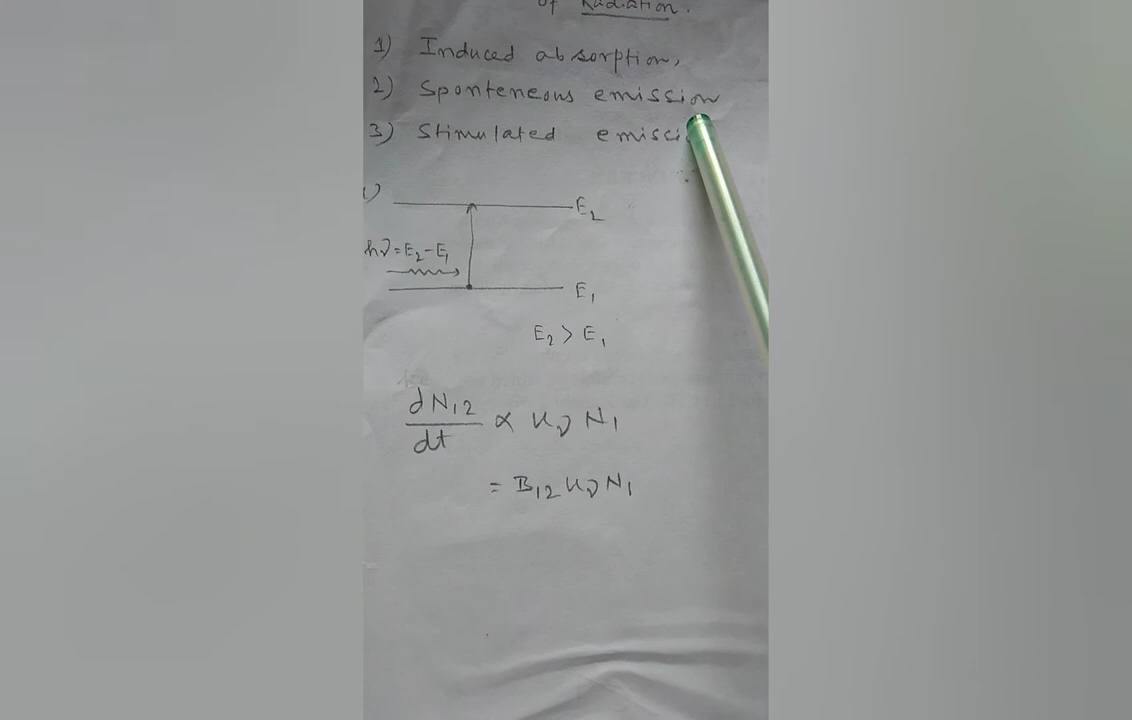 of Radiation.
1) Induced absorption,
2) Sponteneous emission
3) Stimulated emissi
1)
E₂
hν = E₂ - E₁
E₁
E₂ > E₁
dN₁₂/dt ∝ uν N₁
= B₁₂ uν N₁